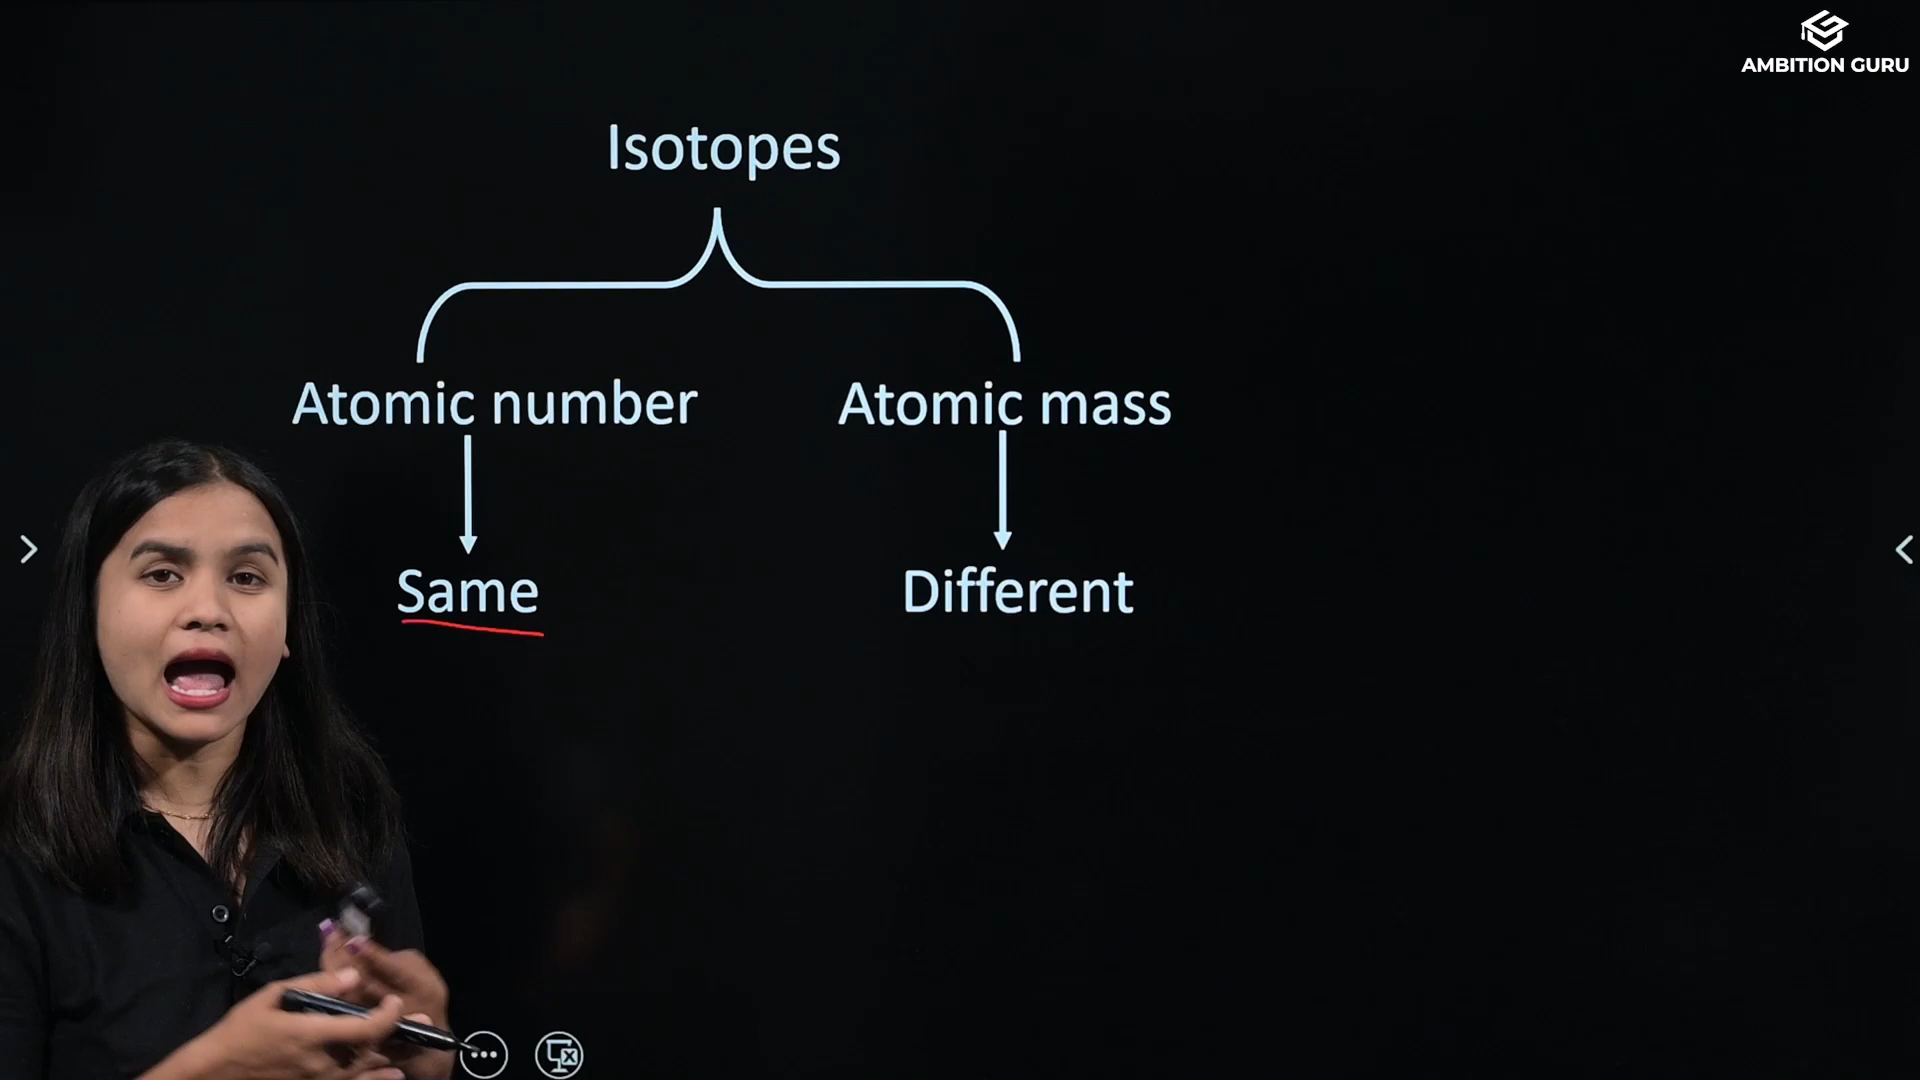 AMBITION GURU
Isotopes
Atomic number
Atomic mass
Same
Different